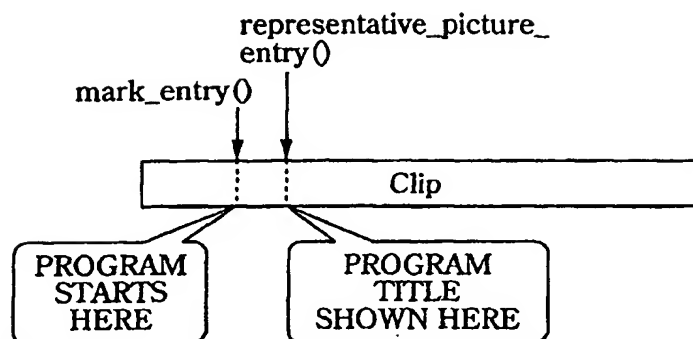 representative_picture_
entry()
mark_entry()
Clip
PROGRAM
STARTS
HERE
PROGRAM
TITLE
SHOWN HERE